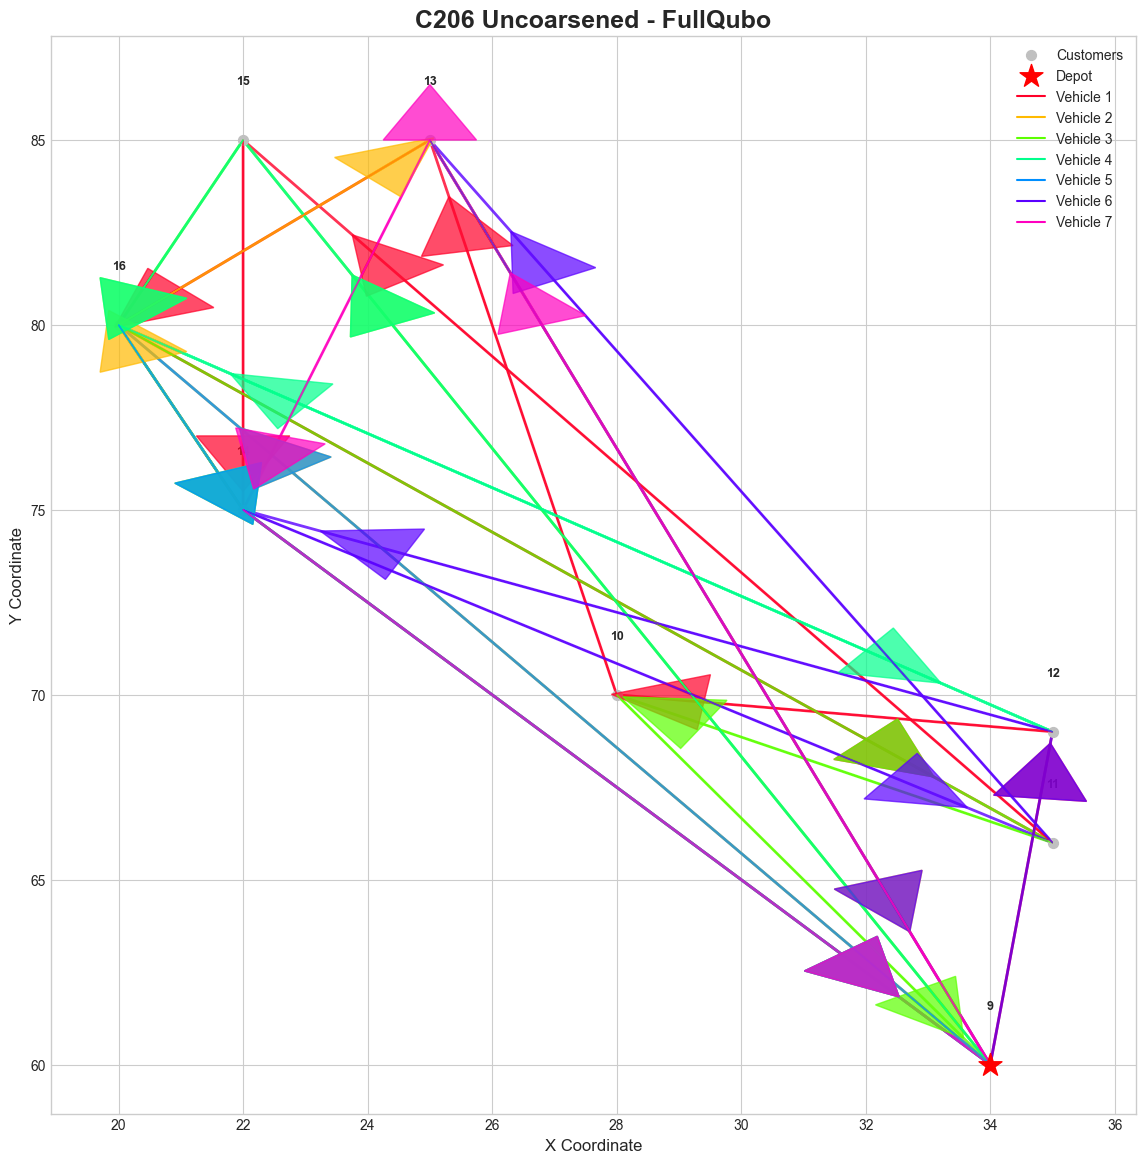 C206 Uncoarsened - FullQubo
Customers
Depot
Vehicle 1
Vehicle 2
Vehicle 3
Vehicle 4
Vehicle 5
Vehicle 6
Vehicle 7
15
13
16
10
12
11
9
85
80
75
70
65
60
20
22
24
26
28
30
32
34
36
X Coordinate
Y Coordinate